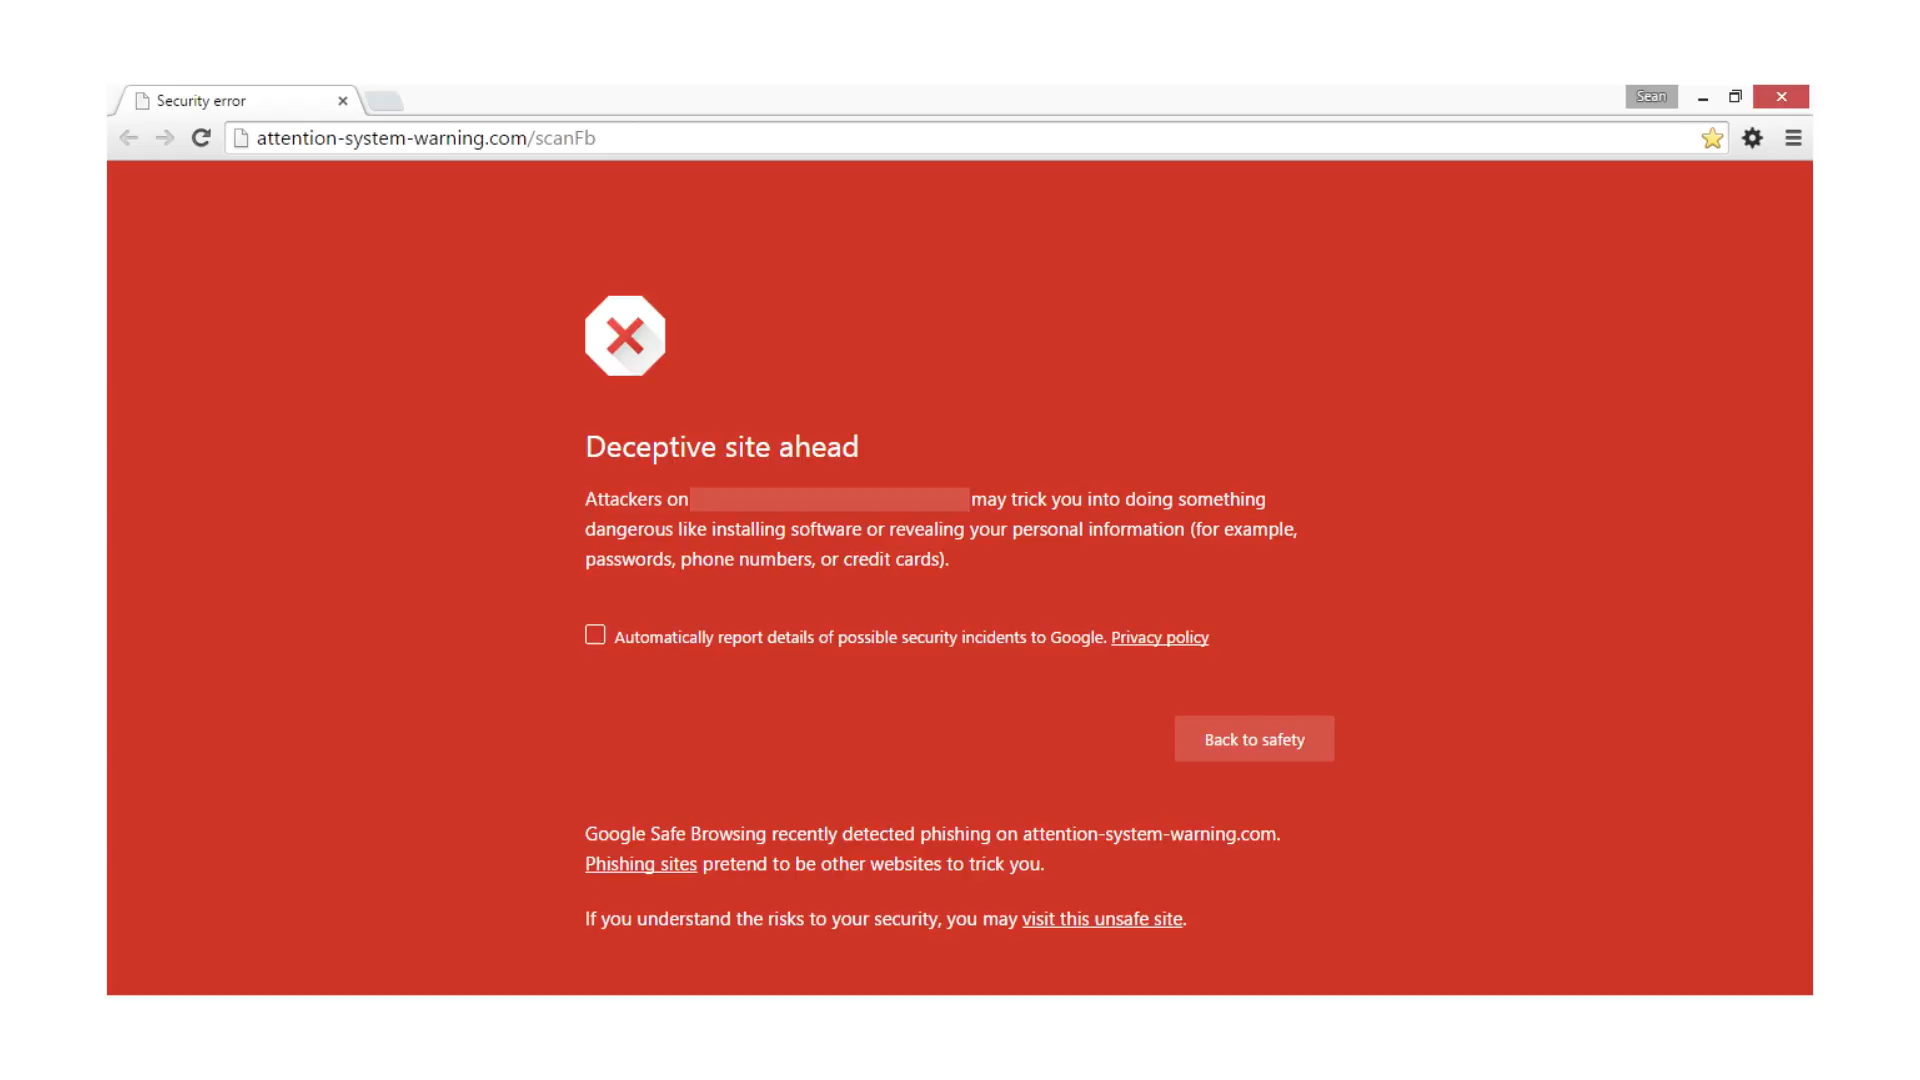 Security error
Sean
attention-system-warning.com/scanFb
Deceptive site ahead
Attackers on may trick you into doing something
dangerous like installing software or revealing your personal information (for example,
passwords, phone numbers, or credit cards).
Automatically report details of possible security incidents to Google. Privacy policy
Back to safety
Google Safe Browsing recently detected phishing on attention-system-warning.com.
Phishing sites pretend to be other websites to trick you.
If you understand the risks to your security, you may visit this unsafe site.